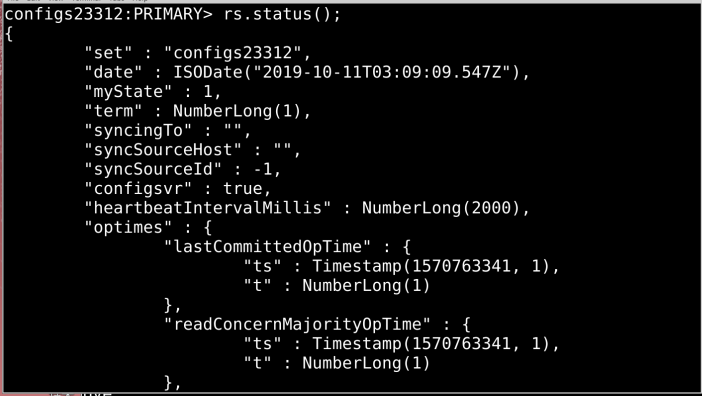 configs23312:PRIMARY> rs.status();
{
        "set" : "configs23312",
        "date" : ISODate("2019-10-11T03:09:09.547Z"),
        "myState" : 1,
        "term" : NumberLong(1),
        "syncingTo" : "",
        "syncSourceHost" : "",
        "syncSourceId" : -1,
        "configsvr" : true,
        "heartbeatIntervalMillis" : NumberLong(2000),
        "optimes" : {
                "lastCommittedOpTime" : {
                        "ts" : Timestamp(1570763341, 1),
                        "t" : NumberLong(1)
                },
                "readConcernMajorityOpTime" : {
                        "ts" : Timestamp(1570763341, 1),
                        "t" : NumberLong(1)
                },